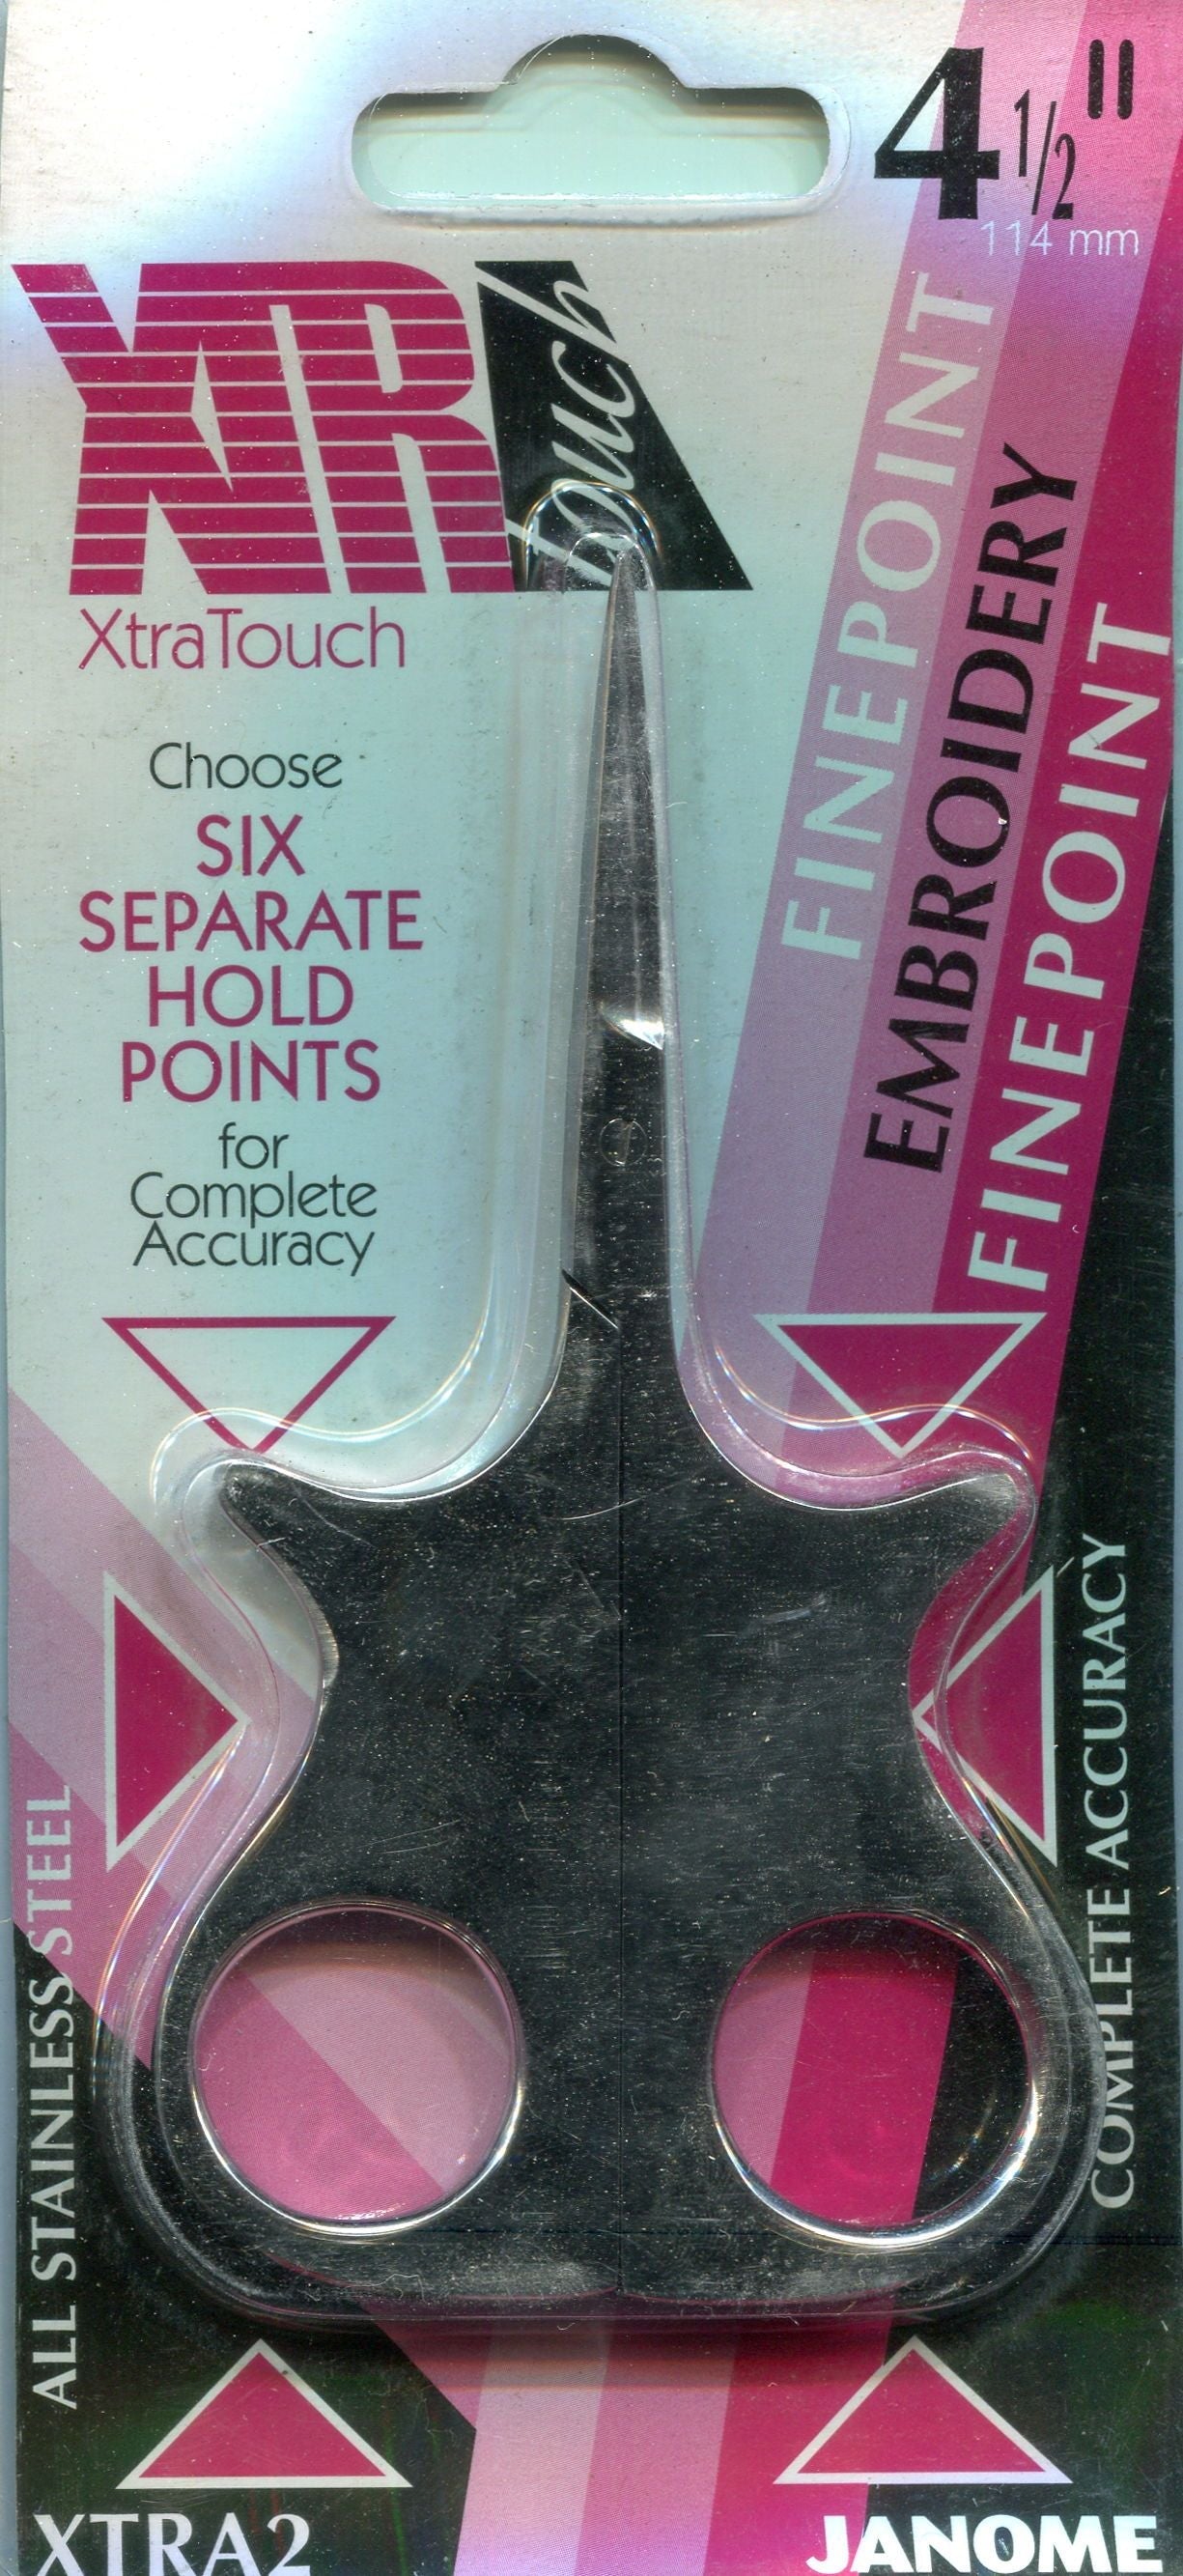 4 1/2"
114 mm
XTR Touch
XtraTouch
Choose
SIX
SEPARATE
HOLD
POINTS
for
Complete
Accuracy
FINEPOINT
EMBROIDERY
FINEPOINT
ALL STAINLESS STEEL
COMPLETE ACCURACY
XTRA2
JANOME